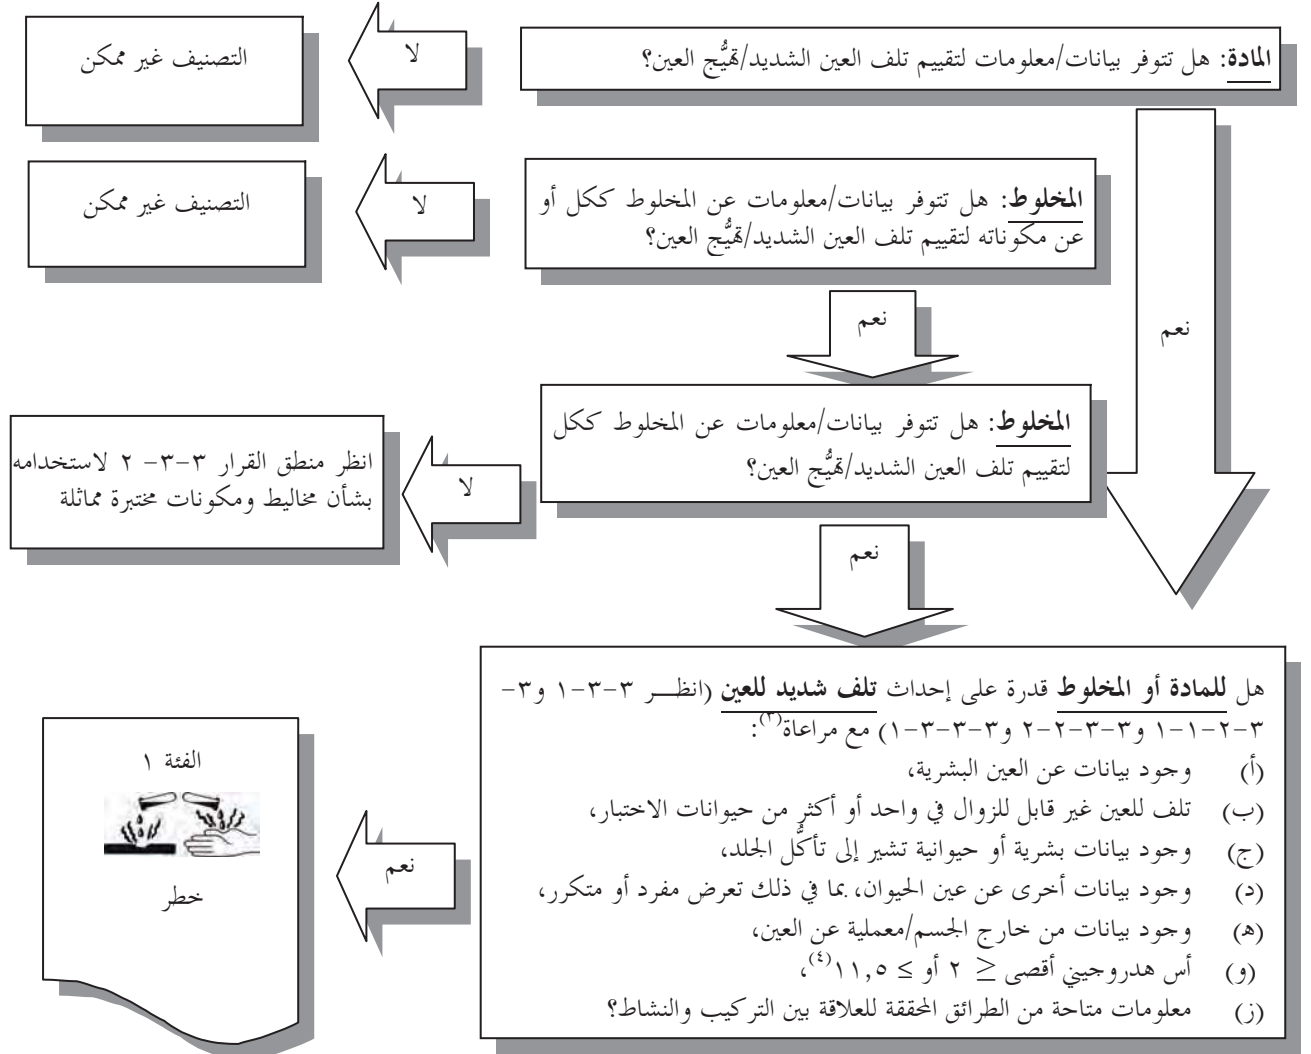 المادة: هل تتوفر بيانات/معلومات لتقييم تلف العين الشديد/تهيُّج العين؟
لا
التصنيف غير ممكن
المخلوط: هل تتوفر بيانات/معلومات عن المخلوط ككل أو
عن مكوناته لتقييم تلف العين الشديد/تهيُّج العين؟
لا
التصنيف غير ممكن
نعم
نعم
المخلوط: هل تتوفر بيانات/معلومات عن المخلوط ككل
لتقييم تلف العين الشديد/تهيُّج العين؟
لا
انظر منطق القرار ٣-٣- ٢ لاستخدامه
بشأن مخاليط ومكونات مختبرة مماثلة
نعم
هل للمادة أو المخلوط قدرة على إحداث تلف شديد للعين (انظـــر ٣-٣-١ و٣-
٣-٢-١-١ و٣-٣-٢-٢ و٣-٣-٣-١) مع مراعاة(٣):
(أ) وجود بيانات عن العين البشرية،
(ب) تلف للعين غير قابل للزوال في واحد أو أكثر من حيوانات الاختبار،
(ج) وجود بيانات بشرية أو حيوانية تشير إلى تأكُّل الجلد،
(د) وجود بيانات أخرى عن عين الحيوان، بما في ذلك تعرض مفرد أو متكرر،
(ه) وجود بيانات من خارج الجسم/معملية عن العين،
(و) أس هدروجيني أقصى ≤ ٢ أو ≥ ١١,٥(٤)،
(ز) معلومات متاحة من الطرائق المحققة للعلاقة بين التركيب والنشاط؟
نعم
الفئة ١
خطر